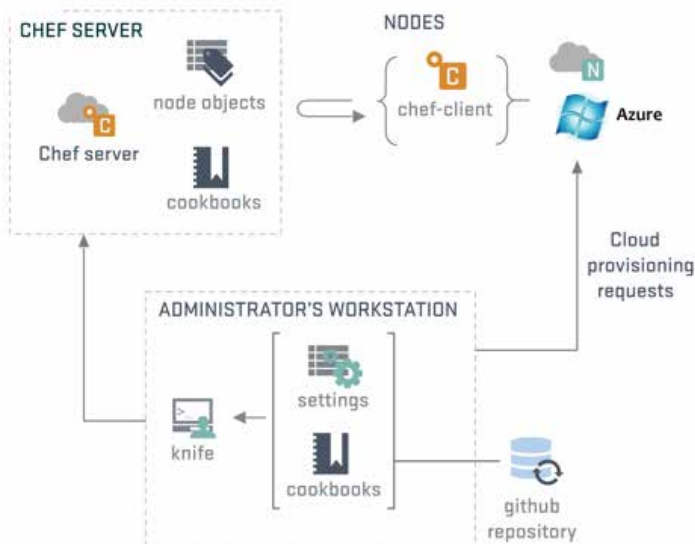 CHEF SERVER
node objects
Chef server
cookbooks
NODES
C
chef-client
N
Azure
C
Cloud
provisioning
requests
ADMINISTRATOR'S WORKSTATION
settings
>_
knife
cookbooks
github
repository